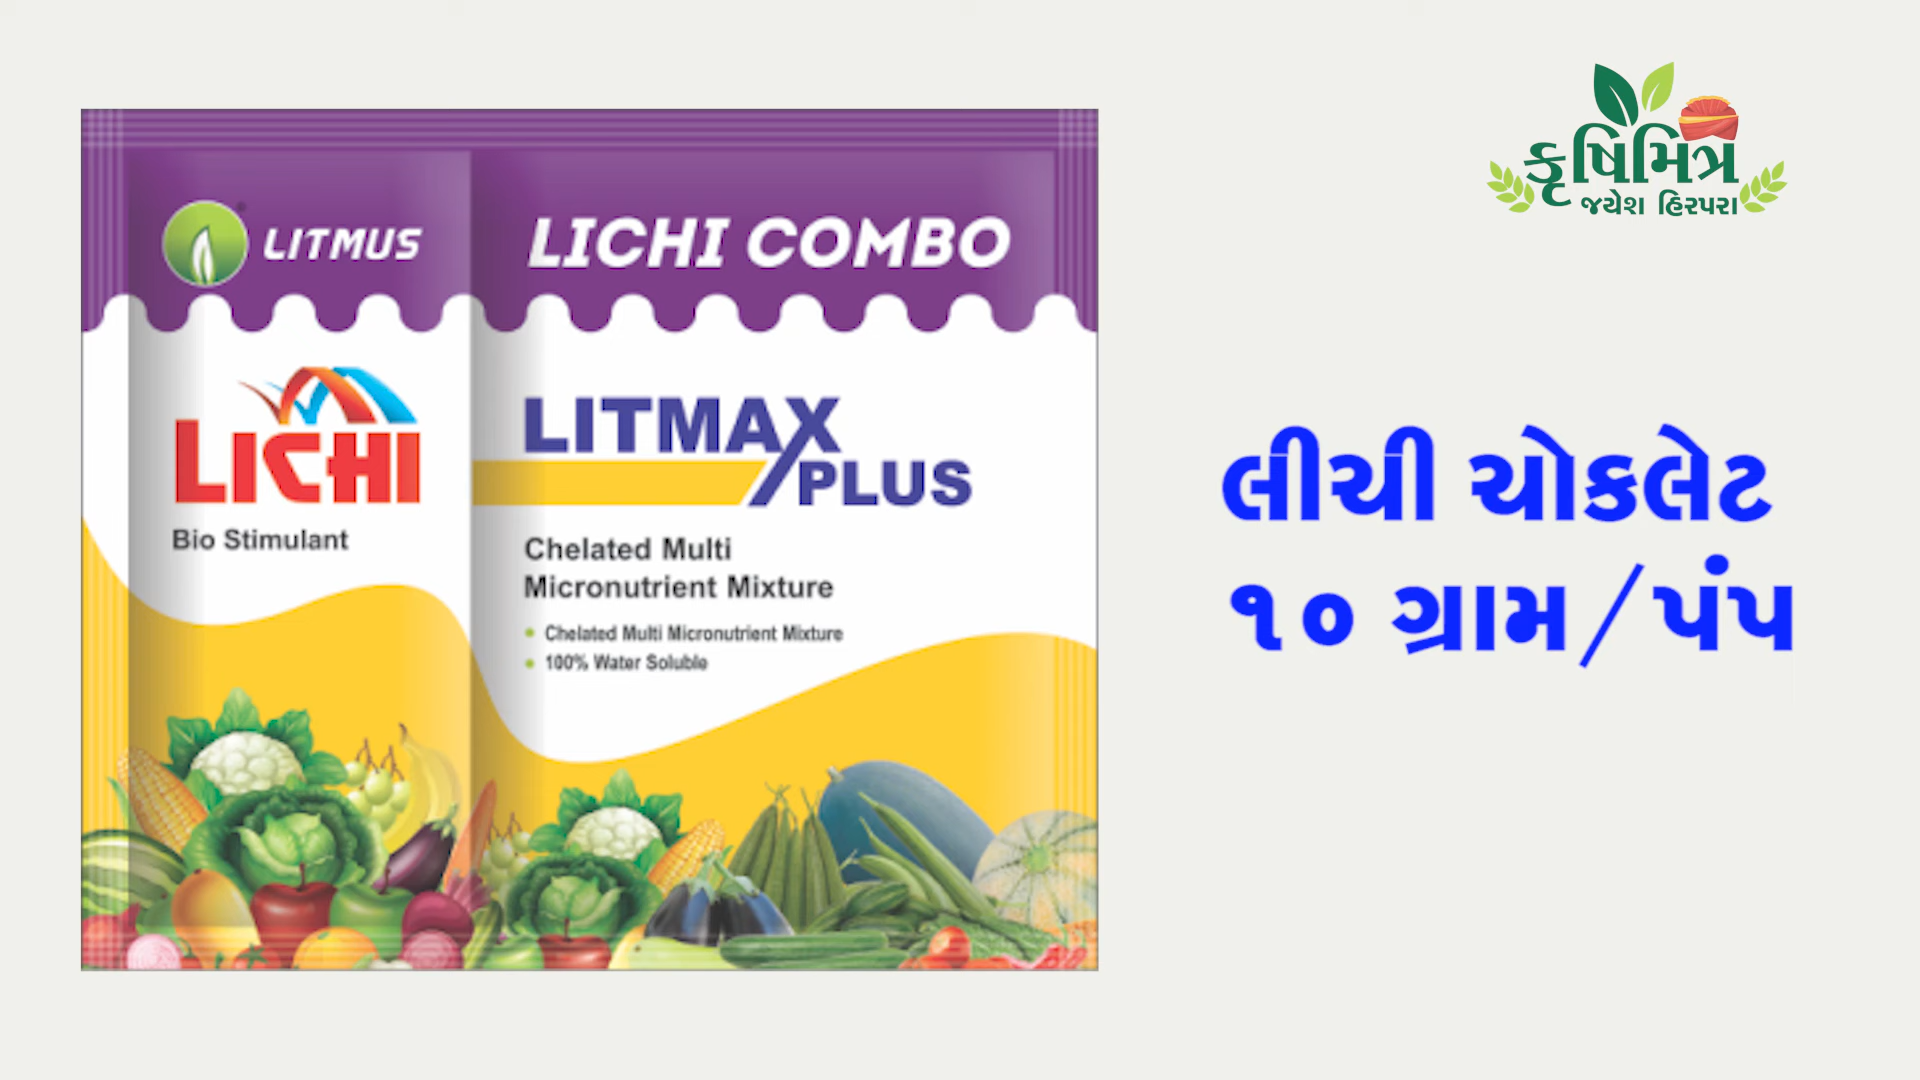 LITMUS
LICHI COMBO
LICHI
Bio Stimulant
LITMAX
PLUS
Chelated Multi
Micronutrient Mixture
Chelated Multi Micronutrient Mixture
100% Water Soluble
કૃષિમિત્ર
જયેશ હિરપરા
લીચી ચોકલેટ
૧૦ ગ્રામ/પંપ